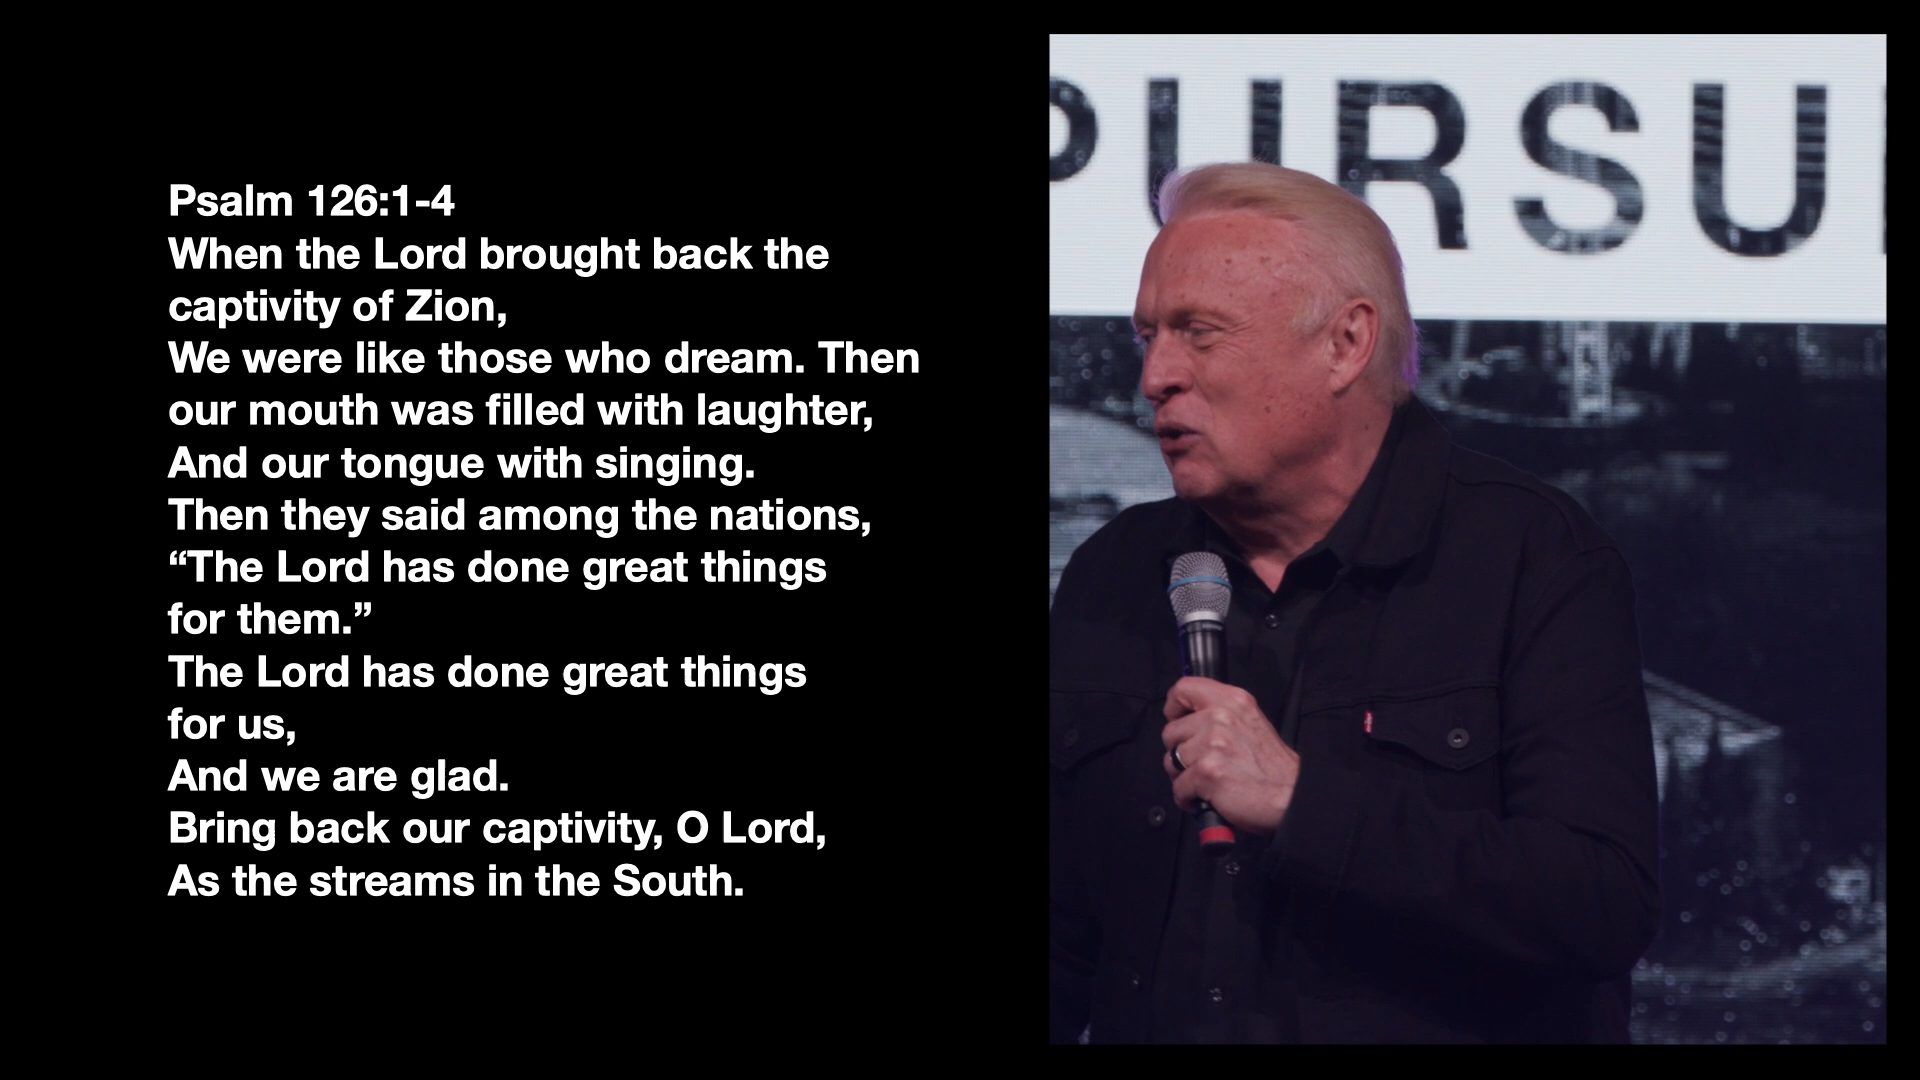 Psalm 126:1-4
When the Lord brought back the
captivity of Zion,
We were like those who dream. Then
our mouth was filled with laughter,
And our tongue with singing.
Then they said among the nations,
“The Lord has done great things
for them.”
The Lord has done great things
for us,
And we are glad.
Bring back our captivity, O Lord,
As the streams in the South.
PURSU